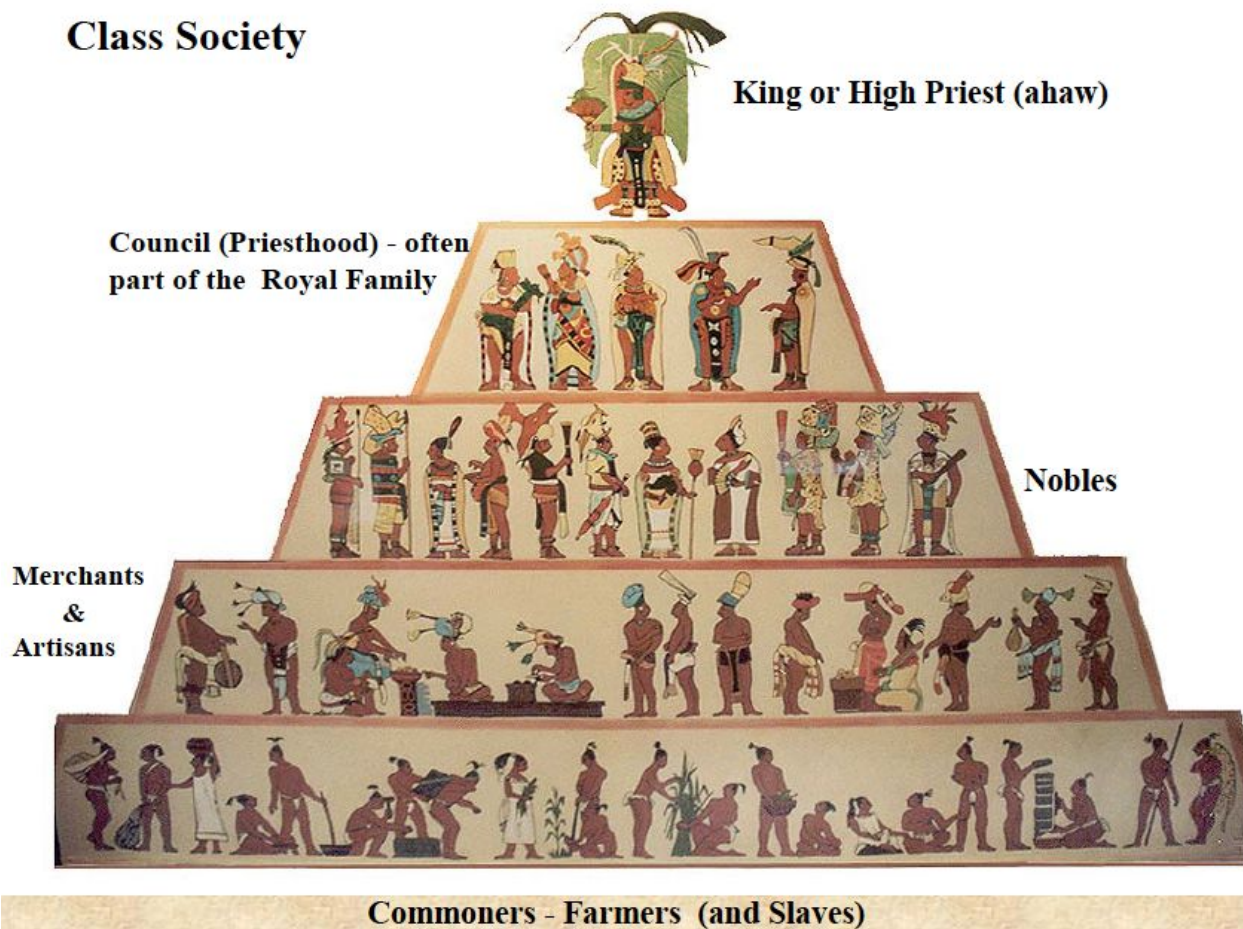 Class Society
King or High Priest (ahaw)
Council (Priesthood) - often
part of the Royal Family
Nobles
Merchants
&
Artisans
Commoners - Farmers (and Slaves)